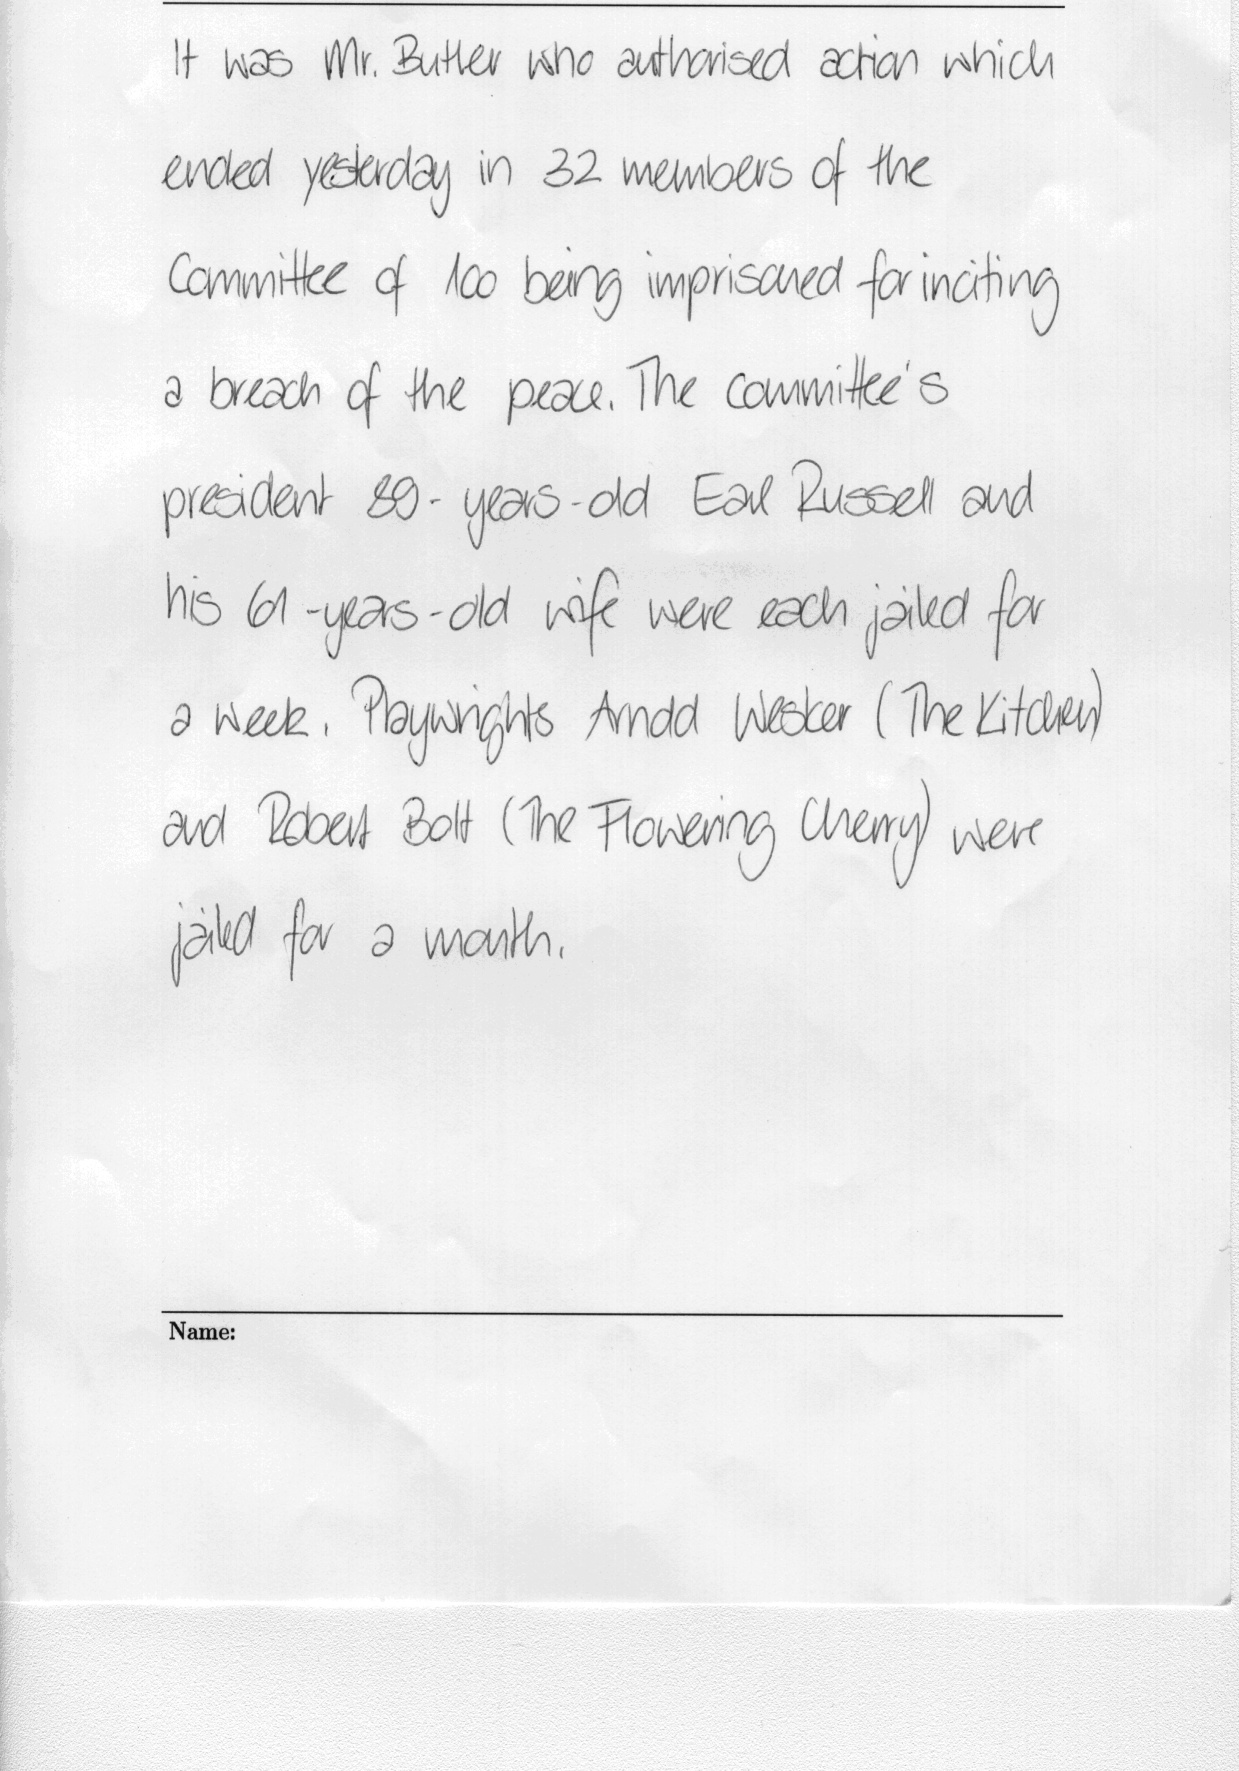 It was Mr. Butler who authorised action which
ended yesterday in 32 members of the
Committee of 100 being imprisoned for inciting
a breach of the peace. The committee's
president 89-years-old Earl Russell and
his 61-years-old wife were each jailed for
a week. Playwrights Arnold Wesker (The Kitchen)
and Robert Bolt (The Flowering Cherry) were
jailed for a month.
Name: